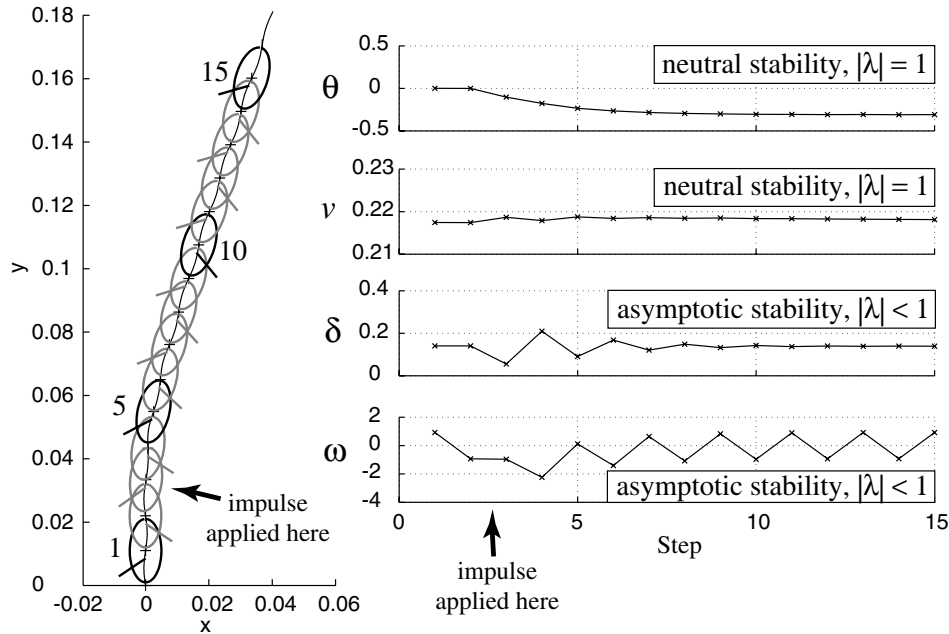 0.18
0.16
0.14
0.12
0.1
0.08
0.06
0.04
0.02
0
y
-0.02
0
0.02
0.04
0.06
x
15
10
5
1
impulse
applied here
θ
0.5
0
-0.5
neutral stability, |λ| = 1
v
0.23
0.22
0.21
neutral stability, |λ| = 1
δ
0.4
0.2
0
asymptotic stability, |λ| < 1
ω
2
0
-2
-4
asymptotic stability, |λ| < 1
0
5
10
15
Step
impulse
applied here